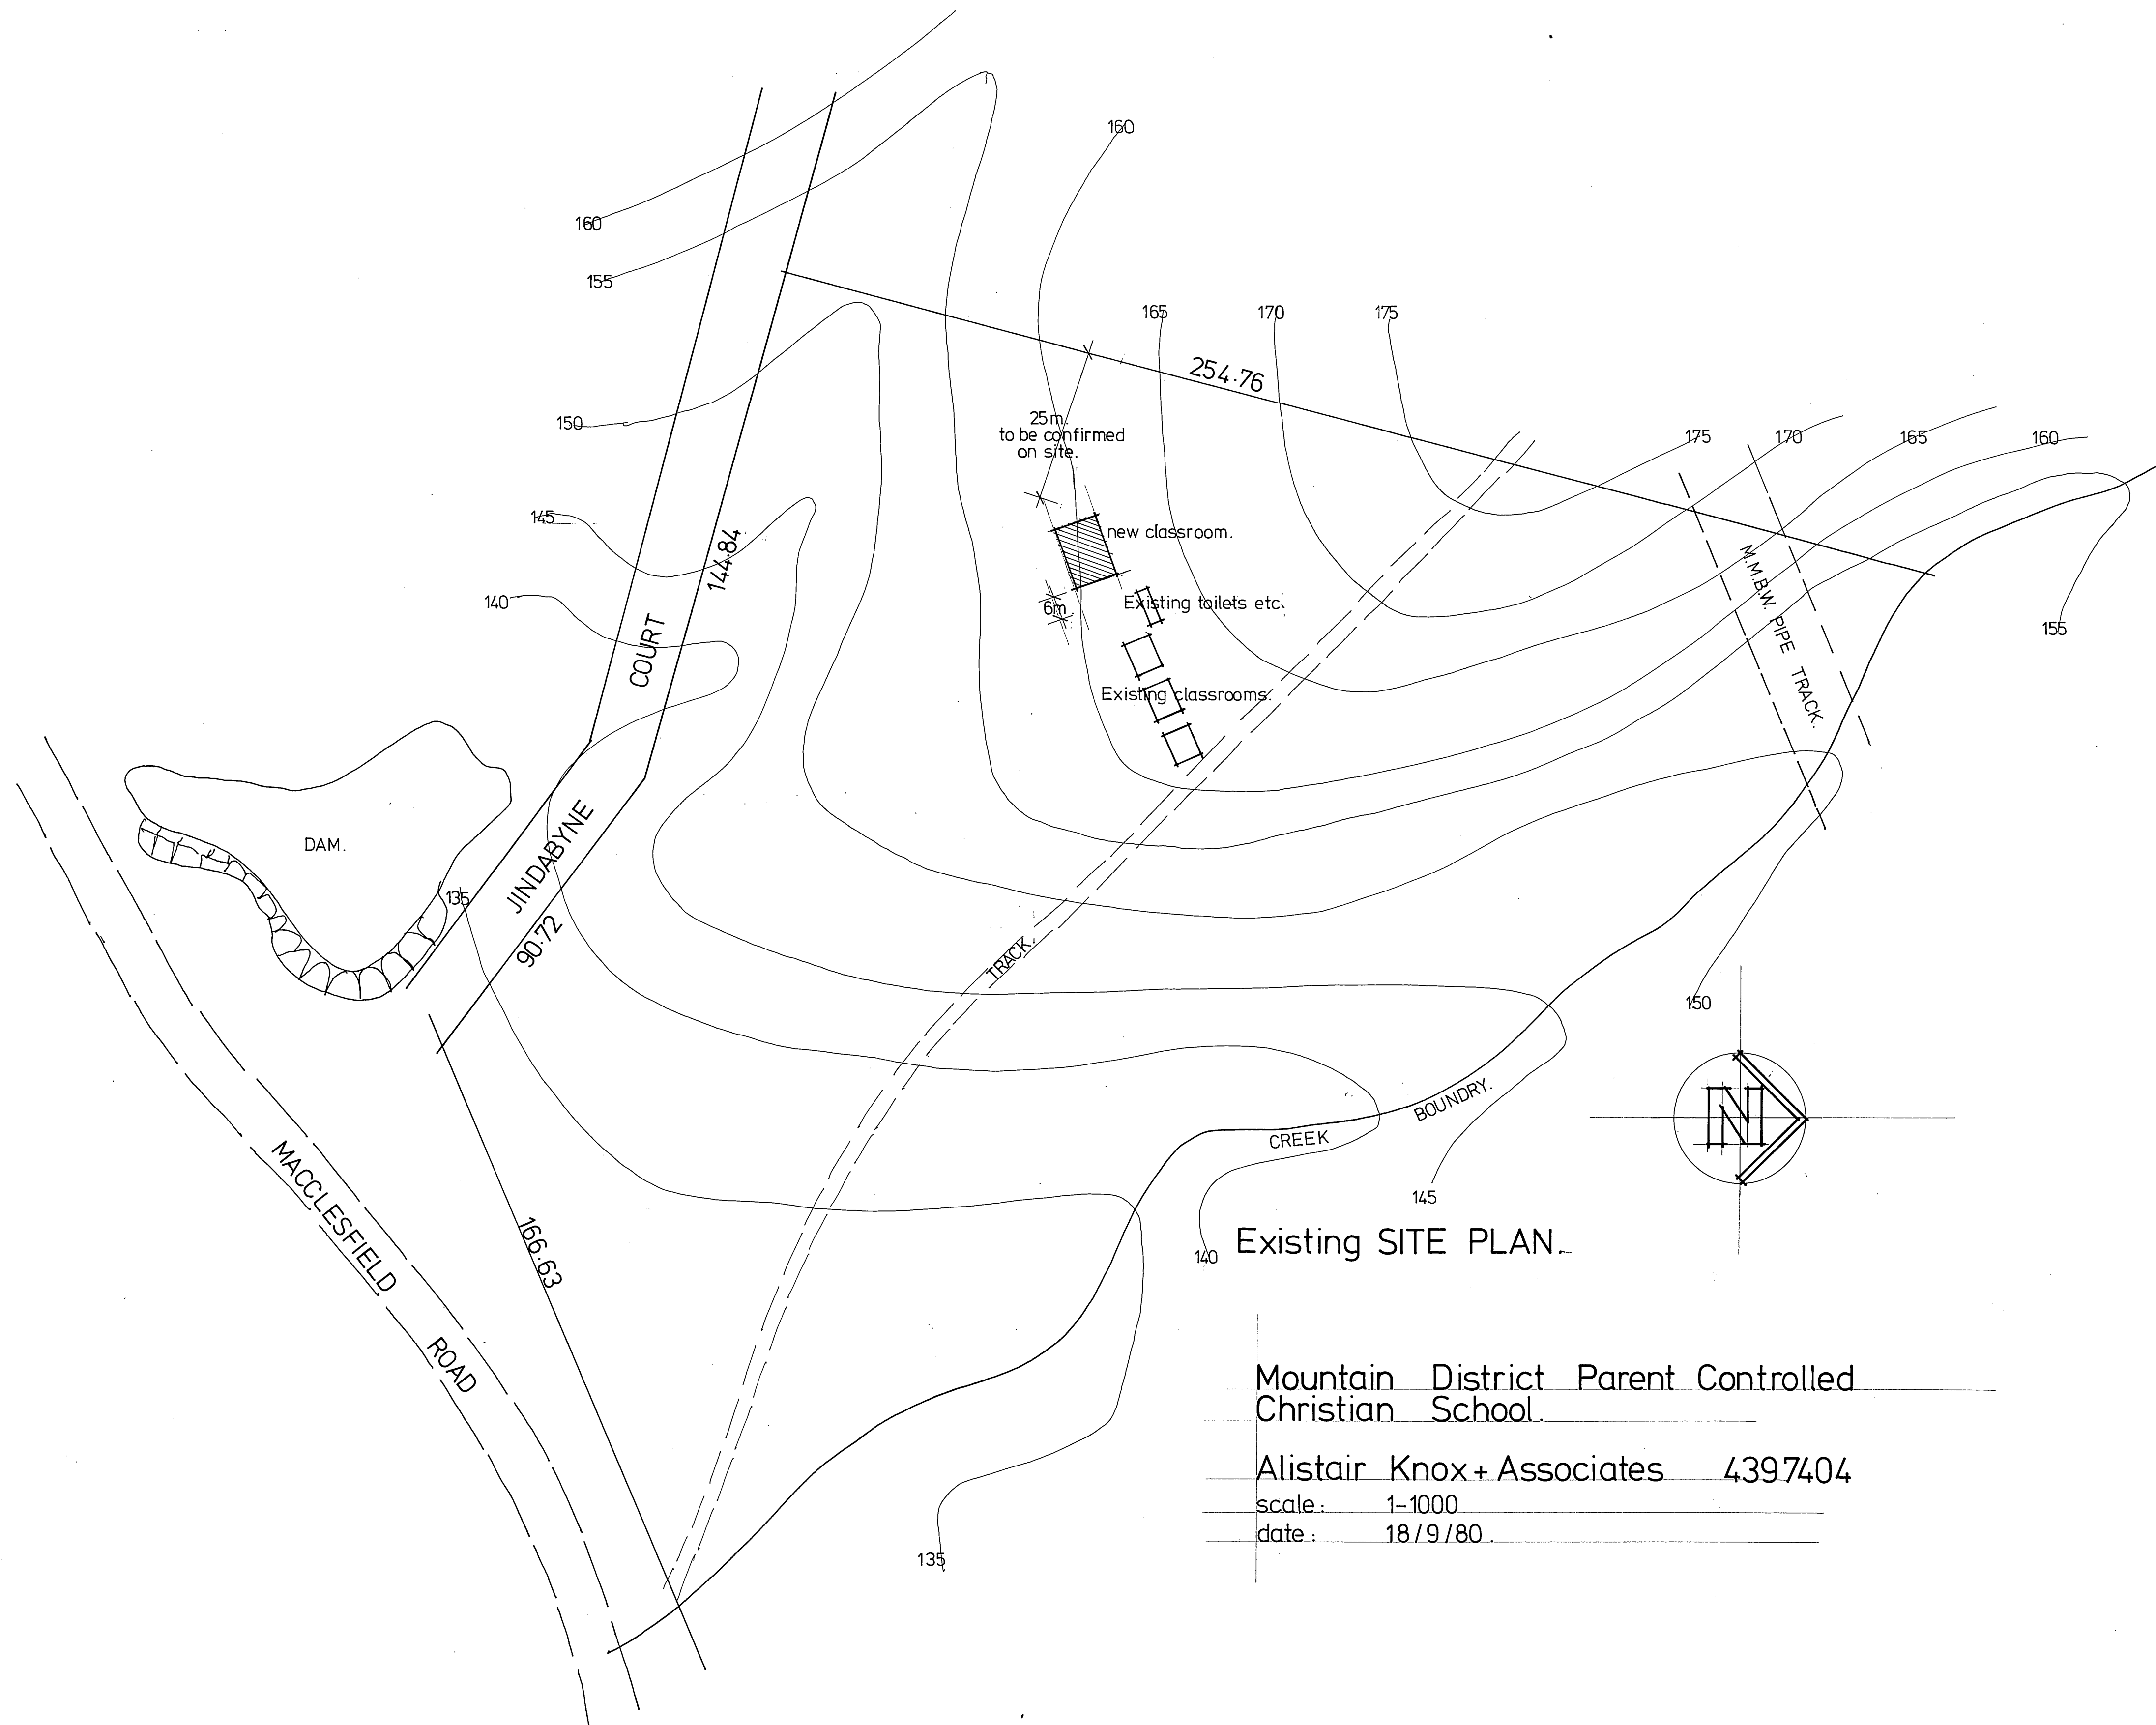 160
160
155
165
170
175
254.76
150
25m.
to be confirmed
on site.
175
170
165
160
145
144.84
new classroom.
140
6m.
Existing toilets etc.
M.M.B.W. PIPE TRACK.
155
COURT
Existing classrooms.
DAM.
JINDABYNE
135
90.72
TRACK.
150
N
BOUNDRY.
CREEK
145
140
MACCLESFIELD
ROAD
166.63
135
Existing SITE PLAN.
Mountain District Parent Controlled
Christian School.
Alistair Knox + Associates 4397404
scale: 1-1000
date: 18/9/80.